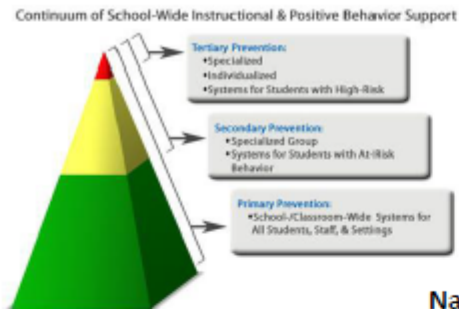 Continuum of School-Wide Instructional & Positive Behavior Support
Tertiary Prevention:
•Specialized
•Individualized
•Systems for Students with High-Risk
Secondary Prevention:
•Specialized Group
•Systems for Students with At-Risk
Behavior
Primary Prevention:
•School-/Classroom-Wide Systems for
All Students, Staff, & Settings
Na